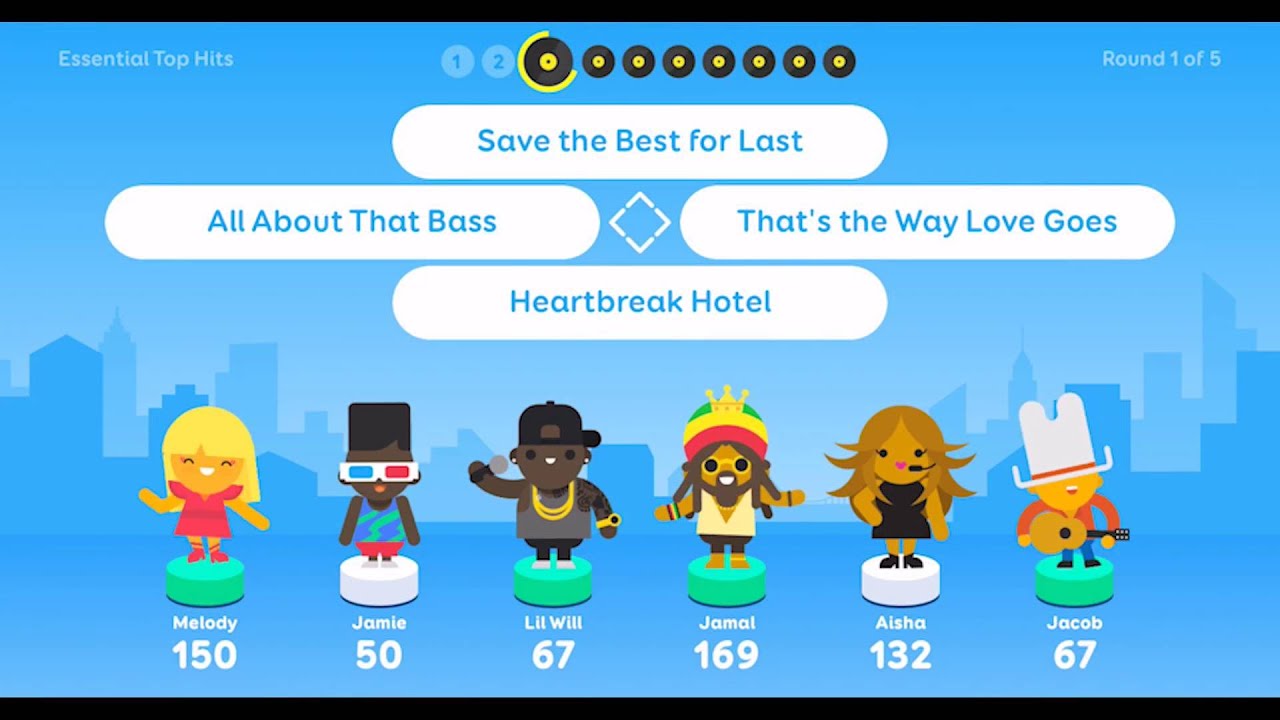 Essential Top Hits
1 2
Round 1 of 5
Save the Best for Last
All About That Bass
That's the Way Love Goes
Heartbreak Hotel
Melody
Jamie
Lil Will
Jamal
Aisha
Jacob
150
50
67
169
132
67